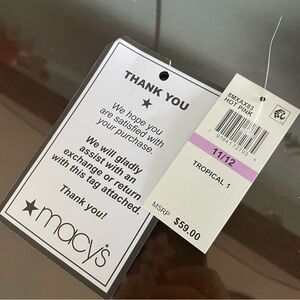 THANK YOU
★
We hope you
are satisfied with
your purchase.
We will gladly
assist with an
exchange or return
with this tag attached.
Thank you!
★macy's
HOT PINK
11/12
TROPICAL 1
MSRP $59.00